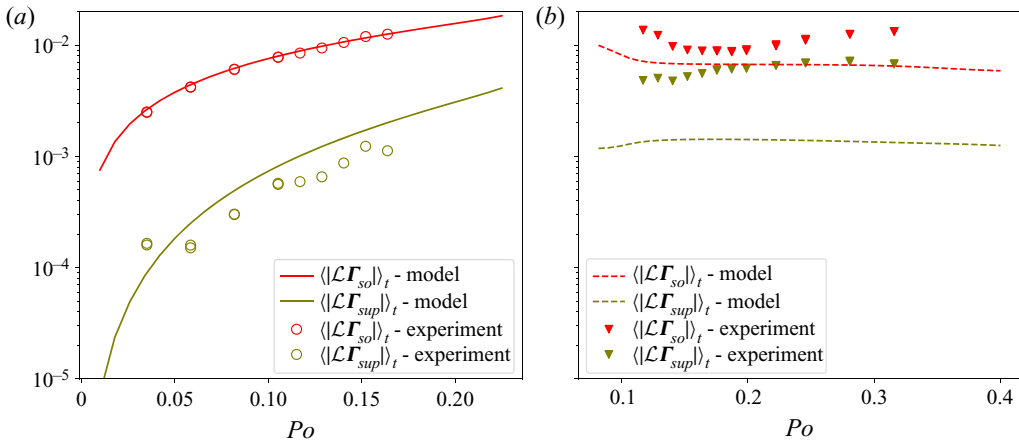 (a)
(b)
10⁻²
10⁻³
10⁻⁴
10⁻⁵
⟨|ℒΓ_so|⟩_t - model
⟨|ℒΓ_sup|⟩_t - model
⟨|ℒΓ_so|⟩_t - experiment
⟨|ℒΓ_sup|⟩_t - experiment
⟨|ℒΓ_so|⟩_t - model
⟨|ℒΓ_sup|⟩_t - model
⟨|ℒΓ_so|⟩_t - experiment
⟨|ℒΓ_sup|⟩_t - experiment
0 0.05 0.10 0.15 0.20
0.1 0.2 0.3 0.4
Po
Po